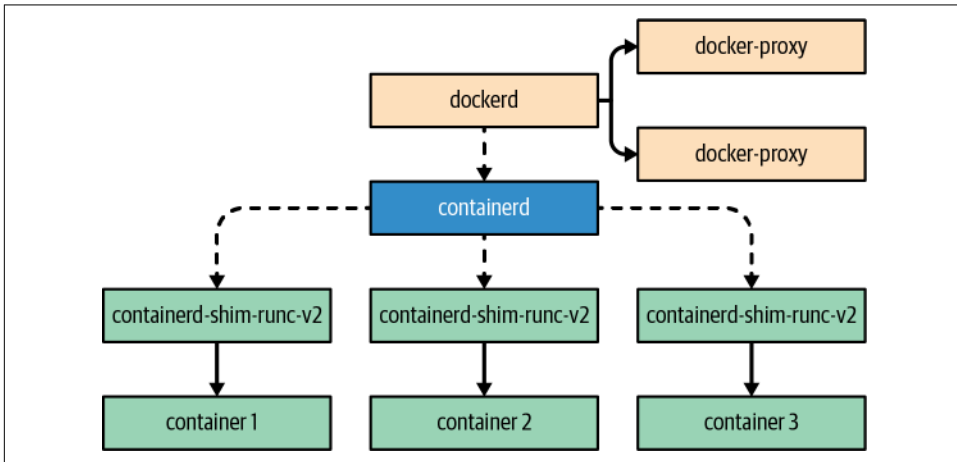 docker-proxy
dockerd
docker-proxy
containerd
containerd-shim-runc-v2
containerd-shim-runc-v2
containerd-shim-runc-v2
container 1
container 2
container 3